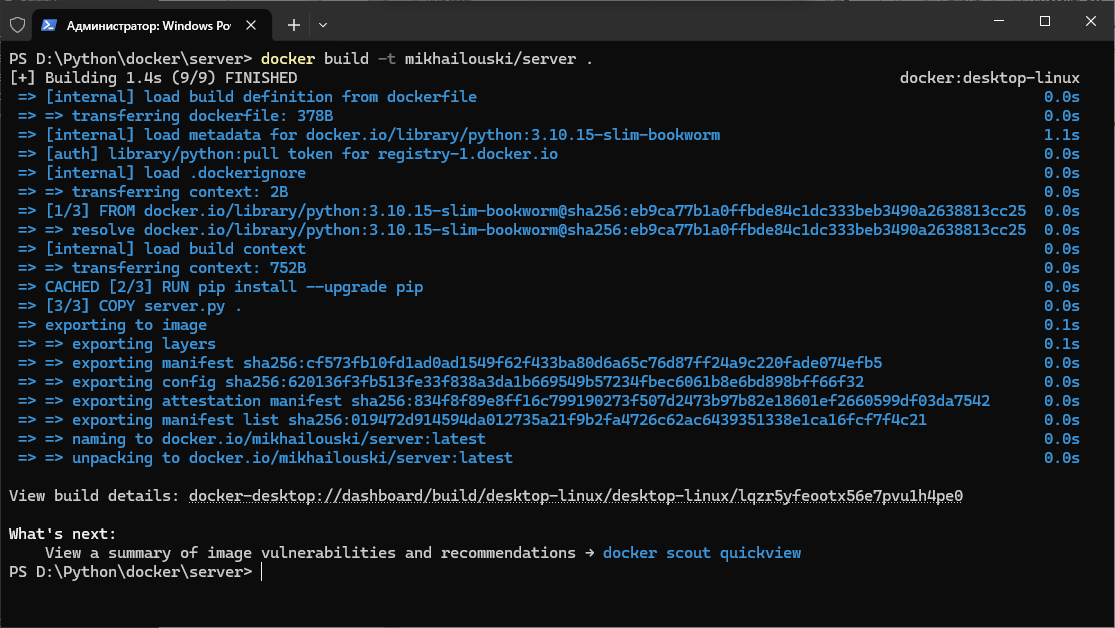 Администратор: Windows Po
PS D:\Python\docker\server> docker build -t mikhailouski/server .
[+] Building 1.4s (9/9) FINISHED docker:desktop-linux
=> [internal] load build definition from dockerfile 0.0s
=> => transferring dockerfile: 378B 0.0s
=> [internal] load metadata for docker.io/library/python:3.10.15-slim-bookworm 1.1s
=> [auth] library/python:pull token for registry-1.docker.io 0.0s
=> [internal] load .dockerignore 0.0s
=> => transferring context: 2B 0.0s
=> [1/3] FROM docker.io/library/python:3.10.15-slim-bookworm@sha256:eb9ca77b1a0ffbde84c1dc333beb3490a2638813cc25 0.0s
=> => resolve docker.io/library/python:3.10.15-slim-bookworm@sha256:eb9ca77b1a0ffbde84c1dc333beb3490a2638813cc25 0.0s
=> [internal] load build context 0.0s
=> => transferring context: 752B 0.0s
=> CACHED [2/3] RUN pip install --upgrade pip 0.0s
=> [3/3] COPY server.py . 0.0s
=> exporting to image 0.1s
=> => exporting layers 0.1s
=> => exporting manifest sha256:cf573fb10fd1ad0ad1549f62f433ba80d6a65c76d87ff24a9c220fade074efb5 0.0s
=> => exporting config sha256:620136f3fb513fe33f838a3da1b669549b57234fbec6061b8e6bd898bff66f32 0.0s
=> => exporting attestation manifest sha256:834f8f89e8ff16c799190273f507d2473b97b82e18601ef2660599df03da7542 0.0s
=> => exporting manifest list sha256:019472d914594da012735a21f9b2fa4726c62ac6439351338e1ca16fcf7f4c21 0.0s
=> => naming to docker.io/mikhailouski/server:latest 0.0s
=> => unpacking to docker.io/mikhailouski/server:latest 0.0s
View build details: docker-desktop://dashboard/build/desktop-linux/desktop-linux/lqzr5yfeootx56e7pvu1h4pe0
What's next:
View a summary of image vulnerabilities and recommendations → docker scout quickview
PS D:\Python\docker\server>